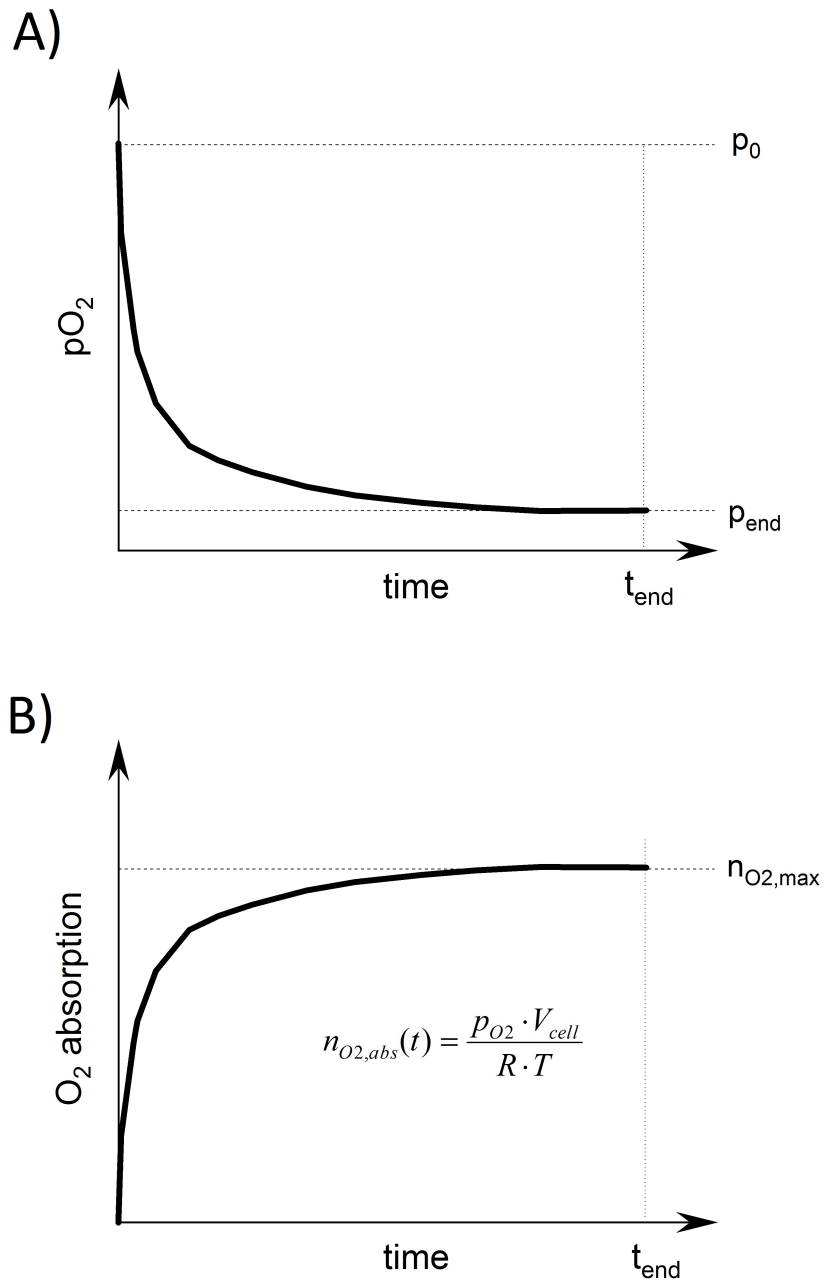 A)
p₀
pO₂
pend
time
tend
B)
nO2,max
O₂ absorption
nO2,abs(t) = pO2 · Vcell / R · T
time
tend